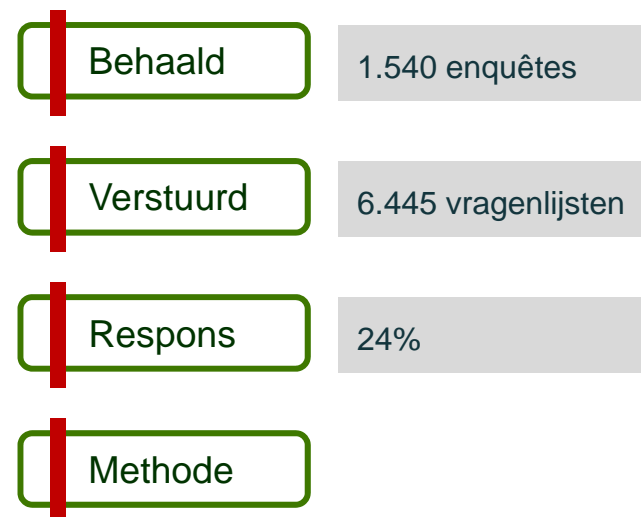 Behaald
1.540 enquêtes
Verstuurd
6.445 vragenlijsten
Respons
24%
Methode